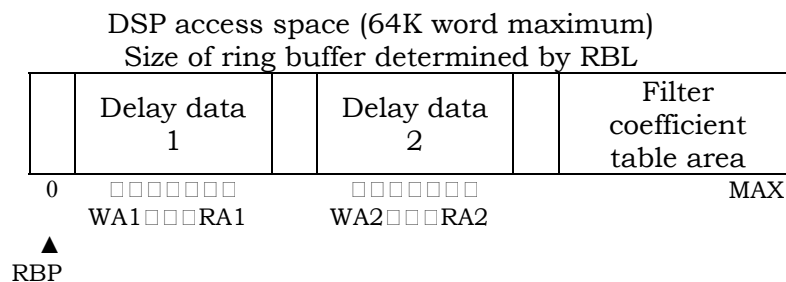 DSP access space (64K word maximum)
Size of ring buffer determined by RBL
Delay data
1
Delay data
2
Filter
coefficient
table area
0 □□□□□□□ □□□□□□□ MAX
WA1□□□RA1 WA2□□□RA2
▲
RBP